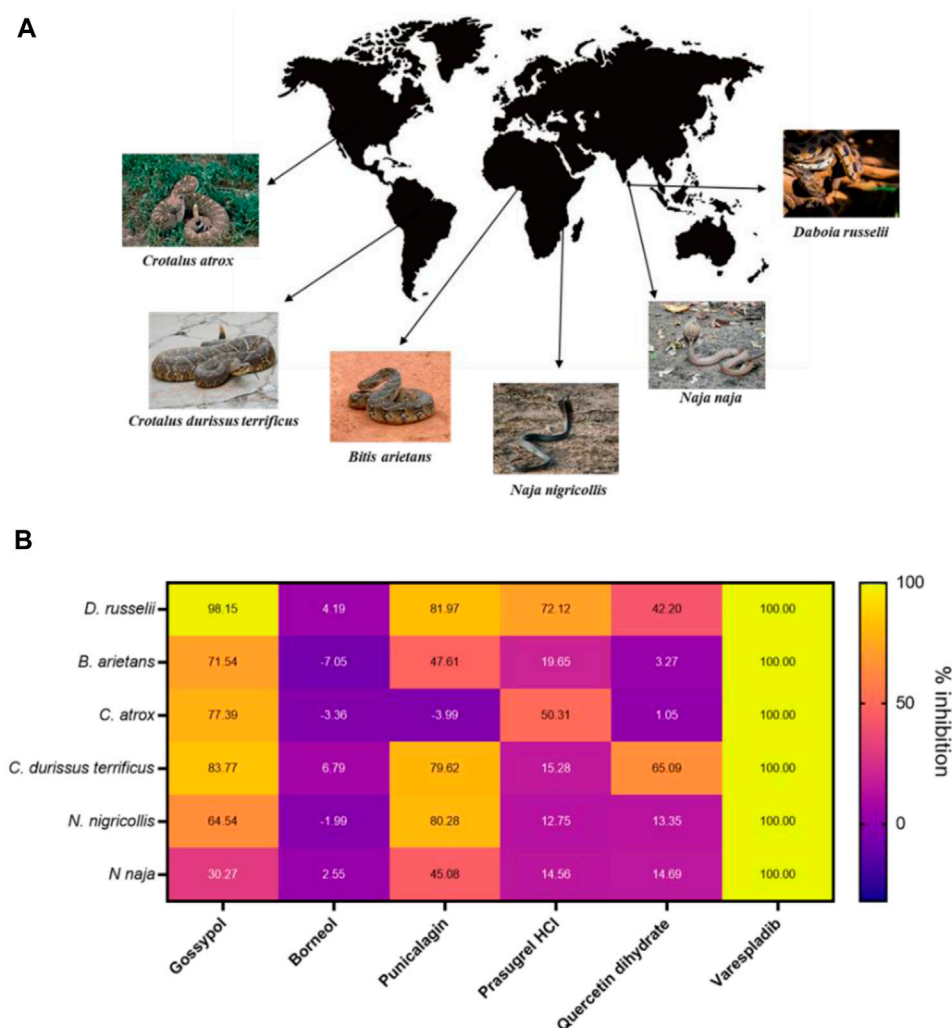 A
Crotalus atrox
Daboia russelii
Crotalus durissus terrificus
Bitis arietans
Naja nigricollis
Naja naja
B
D. russelii 98.15 4.19 81.97 72.12 42.20 100.00
B. arietans 71.54 -7.05 47.61 19.65 3.27 100.00
C. atrox 77.39 -3.36 -3.99 50.31 1.05 100.00
C. durissus terrificus 83.77 6.79 79.62 15.28 65.09 100.00
N. nigricollis 64.54 -1.99 80.28 12.75 13.35 100.00
N naja 30.27 2.55 45.08 14.56 14.69 100.00
Gossypol
Borneol
Punicalagin
Prasugrel HCl
Quercetin dihydrate
Varespladib
100
50
0
% inhibition